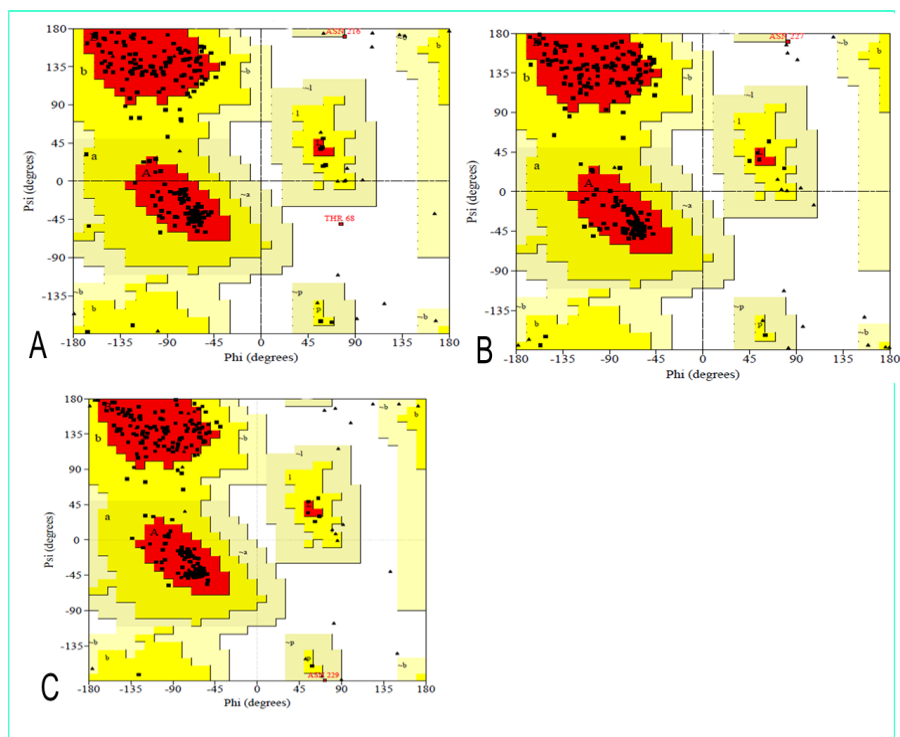 180
ASN 216
~b
B
b
135
b
~b
~l
90
l
45
L
a
A
0
~a
-45
THR 68
-90
-135
~b
b
b
~p
p
~b
-180 -135 -90 -45 0 45 90 135 180
Psi (degrees)
Phi (degrees)
A
180
ASN 227
~b
b
b
135
~b
~l
90
l
45
a
A
0
~a
-45
-90
-135
~b
b
b
~p
p
~b
-180 -135 -90 -45 0 45 90 135 180
Psi (degrees)
Phi (degrees)
B
180
~b
b
b
135
~b
~l
90
l
45
a
A
0
~a
-45
-90
-135
~b
b
~p
p
~b
b
ASN 229
-180
-180 -135 -90 -45 0 45 90 135 180
Psi (degrees)
Phi (degrees)
C